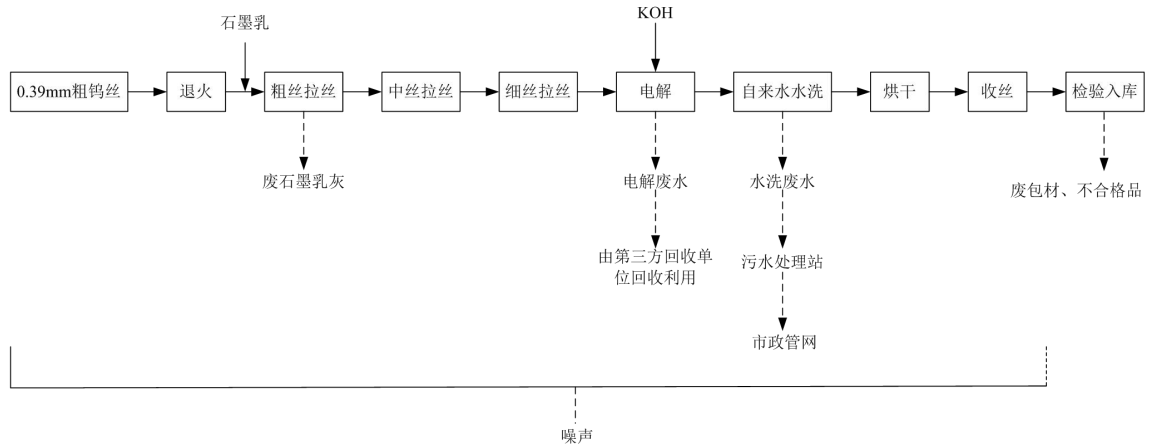 石墨乳
KOH
0.39mm粗钨丝
退火
粗丝拉丝
中丝拉丝
细丝拉丝
电解
自来水水洗
烘干
收丝
检验入库
废石墨乳灰
电解废水
水洗废水
废包材、不合格品
由第三方回收单
位回收利用
污水处理站
市政管网
噪声